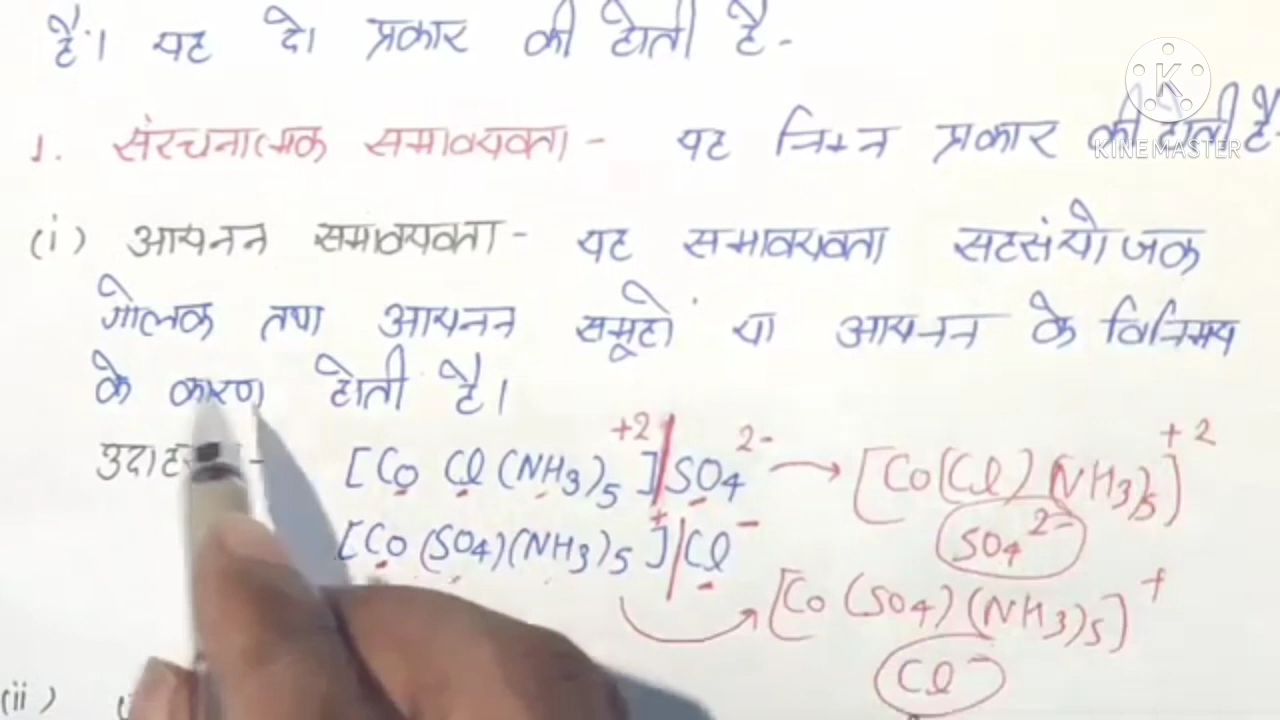 है। यह दो प्रकार की होती है-
1. संरचनात्मक समावयवता - यह निम्न प्रकार की होती है
KINEMASTER
(i) आयनन समावयवता - यह समावयवता सहसंयोजक
गोलक तथा आयनन समूहों या आयनन के विनिमय
के कारण होती है।
[Co Cl (NH3)5]+2 / SO4 2- → [Co(Cl)(NH3)5]+2
SO4 2-
[Co (SO4)(NH3)5]+ / Cl- → [Co (SO4)(NH3)5]+
Cl-
(ii)